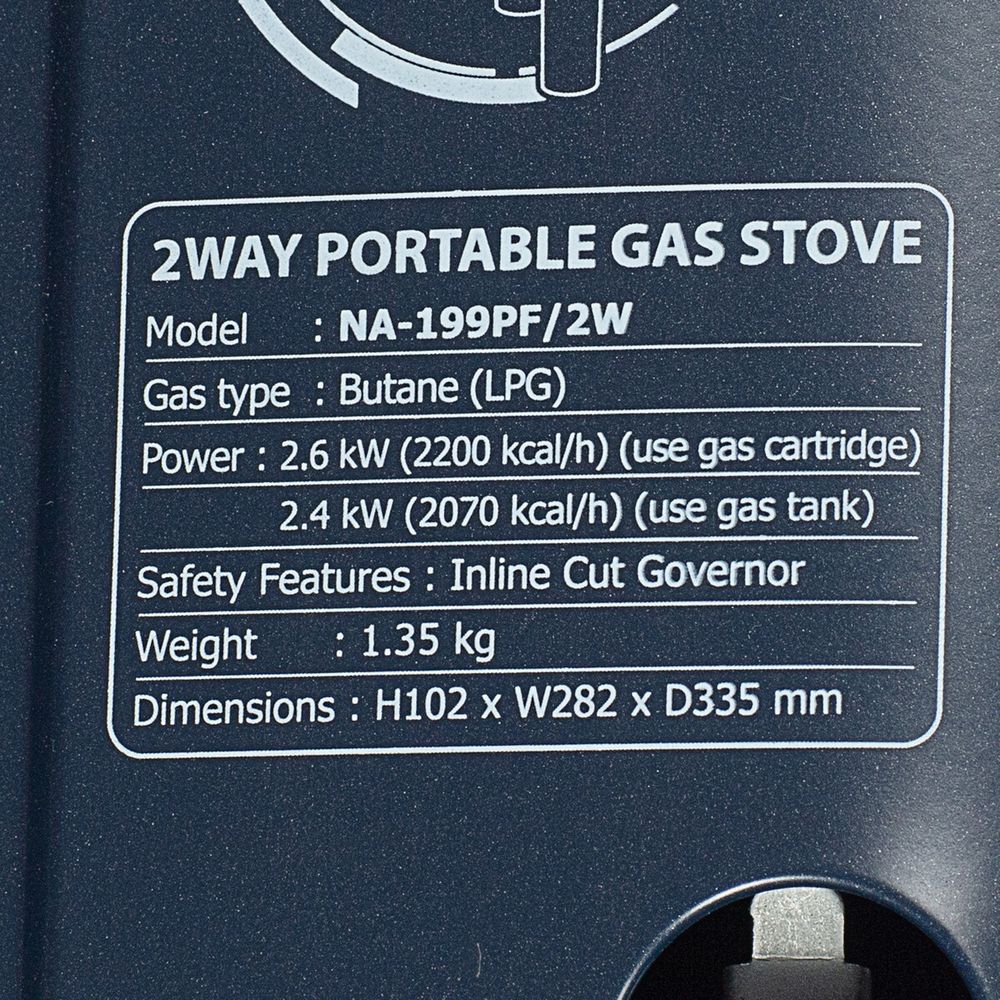 2WAY PORTABLE GAS STOVE
Model : NA-199PF/2W
Gas type : Butane (LPG)
Power : 2.6 kW (2200 kcal/h) (use gas cartridge)
2.4 kW (2070 kcal/h) (use gas tank)
Safety Features : Inline Cut Governor
Weight : 1.35 kg
Dimensions : H102 x W282 x D335 mm